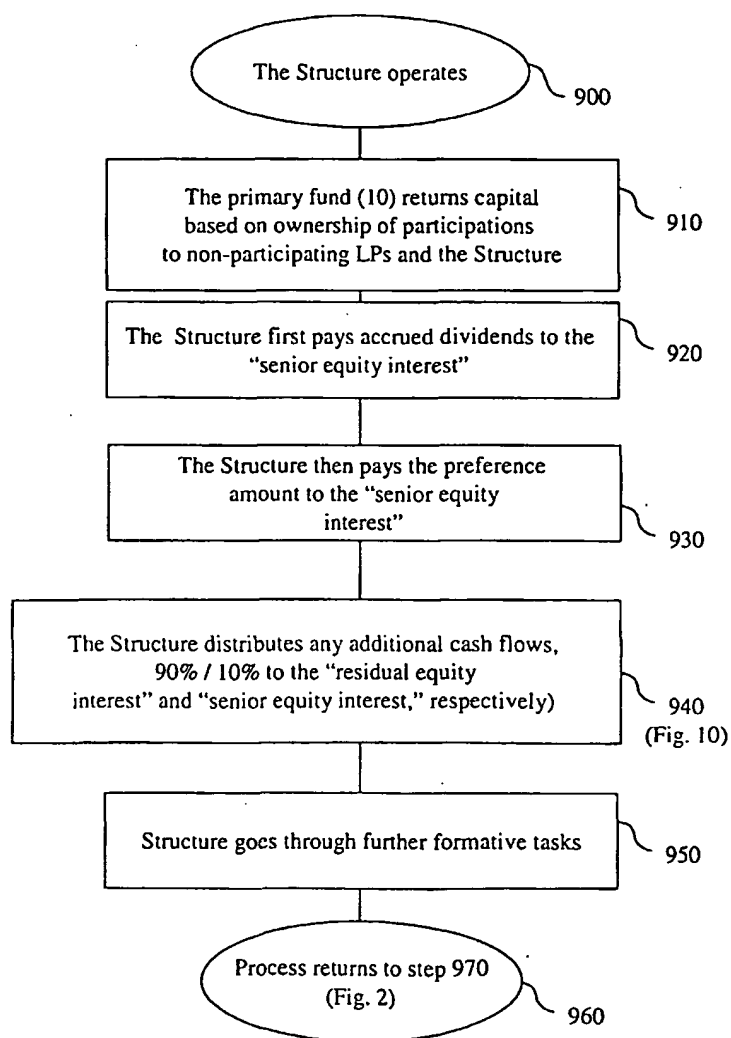 The Structure operates
900
The primary fund (10) returns capital
based on ownership of participations
to non-participating LPs and the Structure
910
The Structure first pays accrued dividends to the
“senior equity interest”
920
The Structure then pays the preference
amount to the “senior equity
interest”
930
The Structure distributes any additional cash flows,
90% / 10% to the “residual equity
interest” and “senior equity interest,” respectively)
940
(Fig. 10)
Structure goes through further formative tasks
950
Process returns to step 970
(Fig. 2)
960